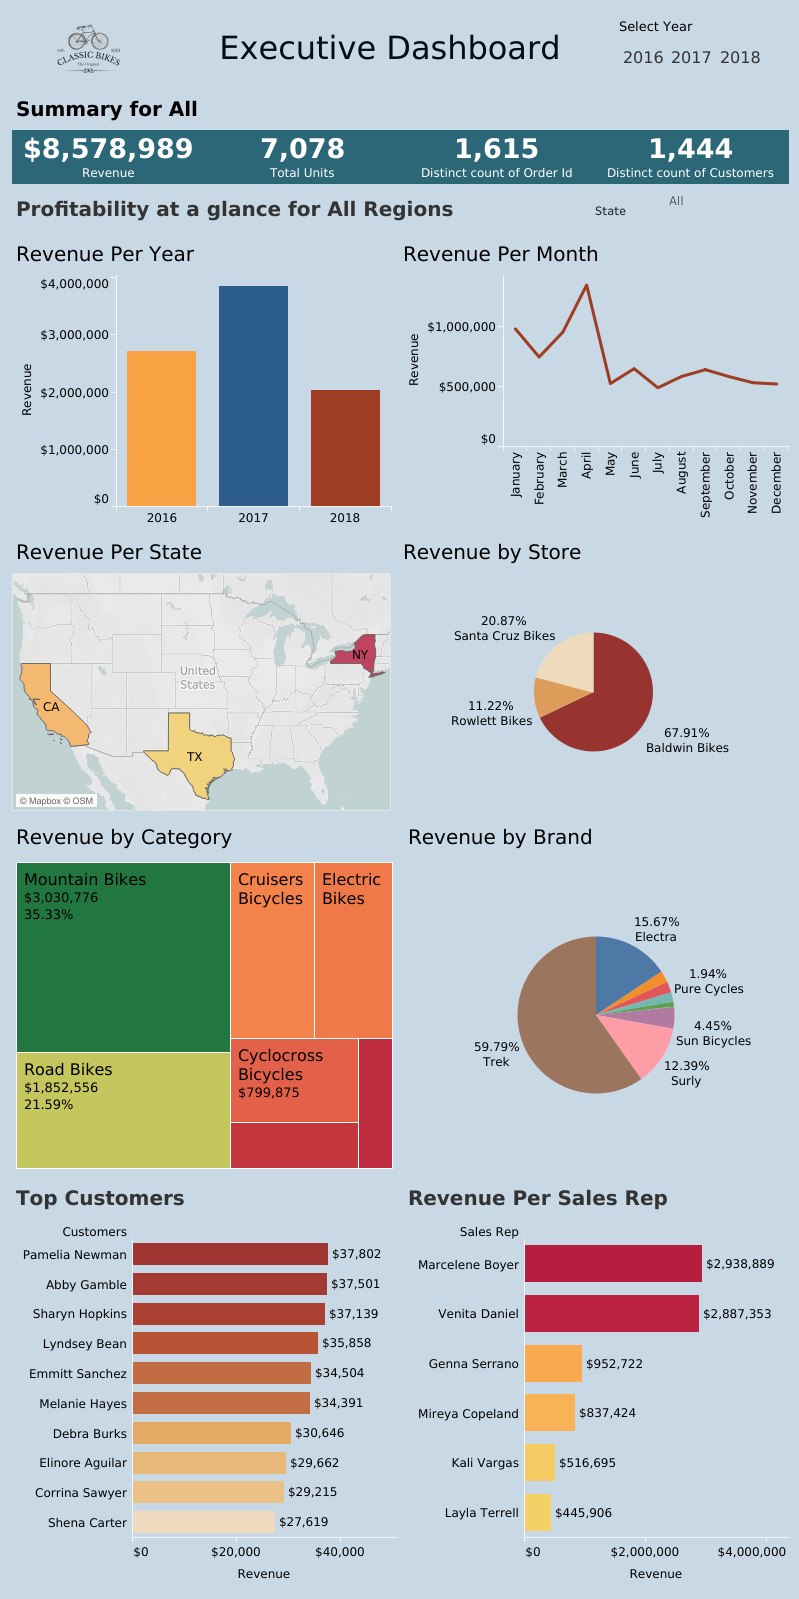 CLASSIC BIKES
The Original
Executive Dashboard
Select Year
2016 2017 2018
Summary for All
$8,578,989
Revenue
7,078
Total Units
1,615
Distinct count of Order Id
1,444
Distinct count of Customers
Profitability at a glance for All Regions
State
All
Revenue Per Year
$4,000,000
$3,000,000
$2,000,000
$1,000,000
$0
Revenue
2016
2017
2018
Revenue Per Month
$1,000,000
$500,000
$0
Revenue
January
February
March
April
May
June
July
August
September
October
November
December
Revenue Per State
United
States
CA
TX
NY
© Mapbox © OSM
Revenue by Store
20.87%
Santa Cruz Bikes
11.22%
Rowlett Bikes
67.91%
Baldwin Bikes
Revenue by Category
Mountain Bikes
$3,030,776
35.33%
Cruisers
Bicycles
Electric
Bikes
Road Bikes
$1,852,556
21.59%
Cyclocross
Bicycles
$799,875
Revenue by Brand
15.67%
Electra
1.94%
Pure Cycles
4.45%
Sun Bicycles
12.39%
Surly
59.79%
Trek
Top Customers
Customers
Pamelia Newman $37,802
Abby Gamble $37,501
Sharyn Hopkins $37,139
Lyndsey Bean $35,858
Emmitt Sanchez $34,504
Melanie Hayes $34,391
Debra Burks $30,646
Elinore Aguilar $29,662
Corrina Sawyer $29,215
Shena Carter $27,619
$0 $20,000 $40,000
Revenue
Revenue Per Sales Rep
Sales Rep
Marcelene Boyer $2,938,889
Venita Daniel $2,887,353
Genna Serrano $952,722
Mireya Copeland $837,424
Kali Vargas $516,695
Layla Terrell $445,906
$0 $2,000,000 $4,000,000
Revenue